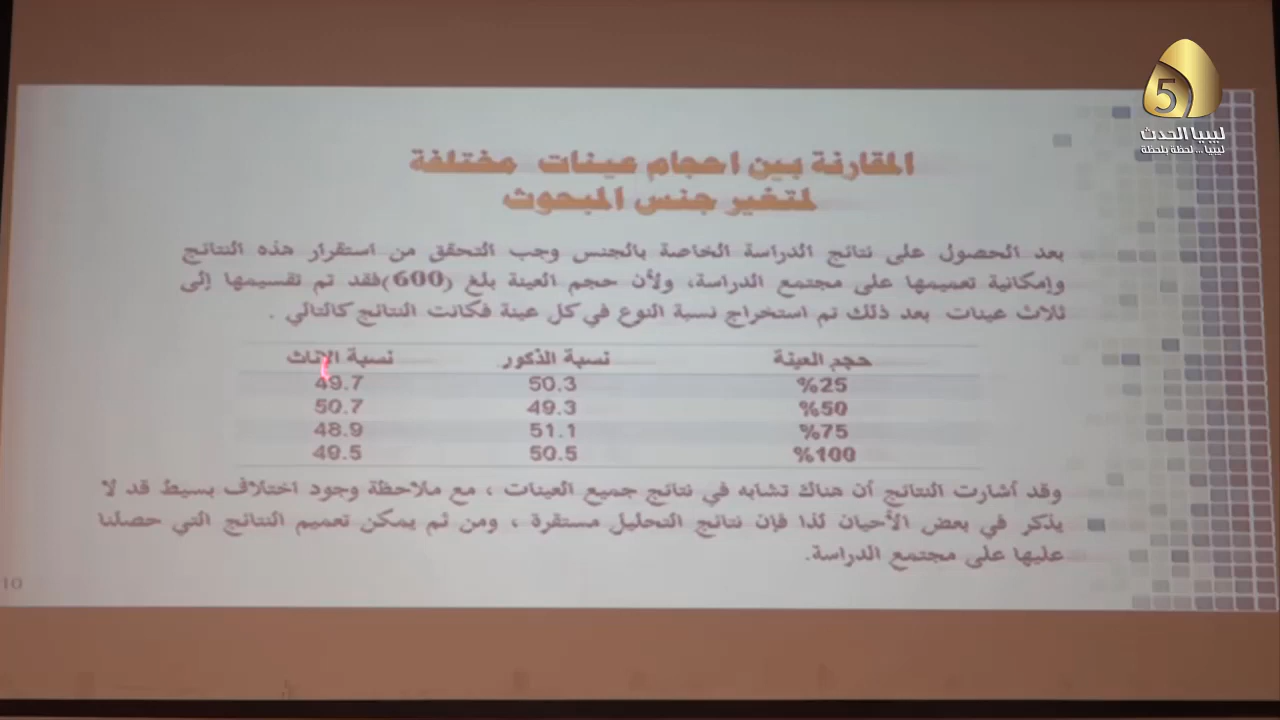 5
ليبيا الحدث
ليبيا... لحظة بلحظة
المقارنة بين احجام عينات مختلفة
لمتغير جنس المبحوث
بعد الحصول على نتائج الدراسة الخاصة بالجنس وجب التحقق من استقرار هذه النتائج
وإمكانية تعميمها على مجتمع الدراسة، ولأن حجم العينة بلغ (600)فقد تم تقسيمها إلى
ثلاث عينات بعد ذلك تم استخراج نسبة النوع في كل عينة فكانت النتائج كالتالي .
حجم العينة نسبة الذكور نسبة الاناث
%25 50.3 49.7
%50 49.3 50.7
%75 51.1 48.9
%100 50.5 49.5
وقد أشارت النتائج أن هناك تشابه في نتائج جميع العينات ، مع ملاحظة وجود اختلاف بسيط قد لا
يذكر في بعض الأحيان لذا فإن نتائج التحليل مستقرة ، ومن ثم يمكن تعميم النتائج التي حصلنا
عليها على مجتمع الدراسة.
10